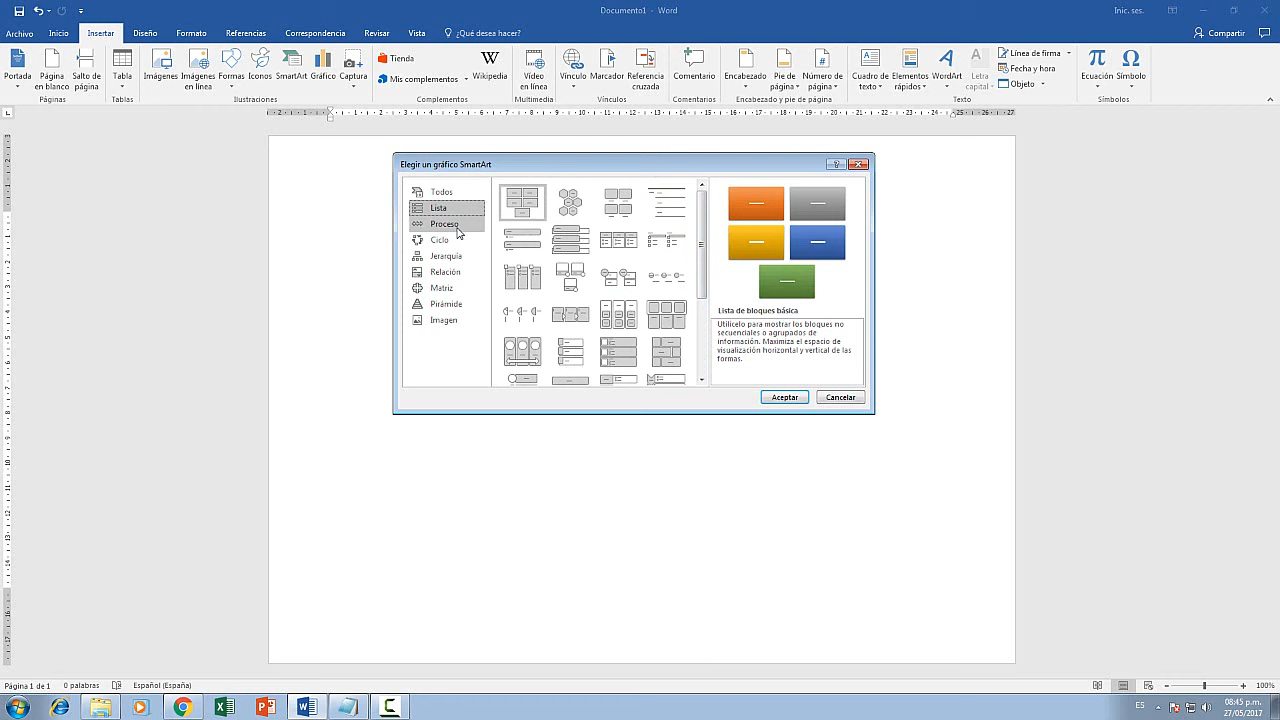 Documento1 - Word
Inic. ses.
Archivo
Inicio
Insertar
Diseño
Formato
Referencias
Correspondencia
Revisar
Vista
¿Qué desea hacer?
Compartir
Portada
Página en blanco
Salto de página
Páginas
Tabla
Tablas
Imágenes
Imágenes en línea
Formas
Iconos
SmartArt
Gráfico
Captura
Ilustraciones
Tienda
Mis complementos
Wikipedia
Complementos
Vídeo en línea
Multimedia
Vínculo
Marcador
Referencia cruzada
Vínculos
Comentario
Comentarios
Encabezado
Pie de página
Número de página
Encabezado y pie de página
Cuadro de texto
Elementos rápidos
WordArt
Letra capital
Línea de firma
Fecha y hora
Objeto
Texto
Ecuación
Símbolo
Símbolos
Elegir un gráfico SmartArt
Todos
Lista
Proceso
Ciclo
Jerarquía
Relación
Matriz
Pirámide
Imagen
Lista de bloques básica
Utilícelo para mostrar los bloques no
secuenciales o agrupados de
información. Maximiza el espacio de
visualización horizontal y vertical de las
formas.
Aceptar
Cancelar
Página 1 de 1
0 palabras
Español (España)
100%
ES
08:45 p.m.
27/05/2017